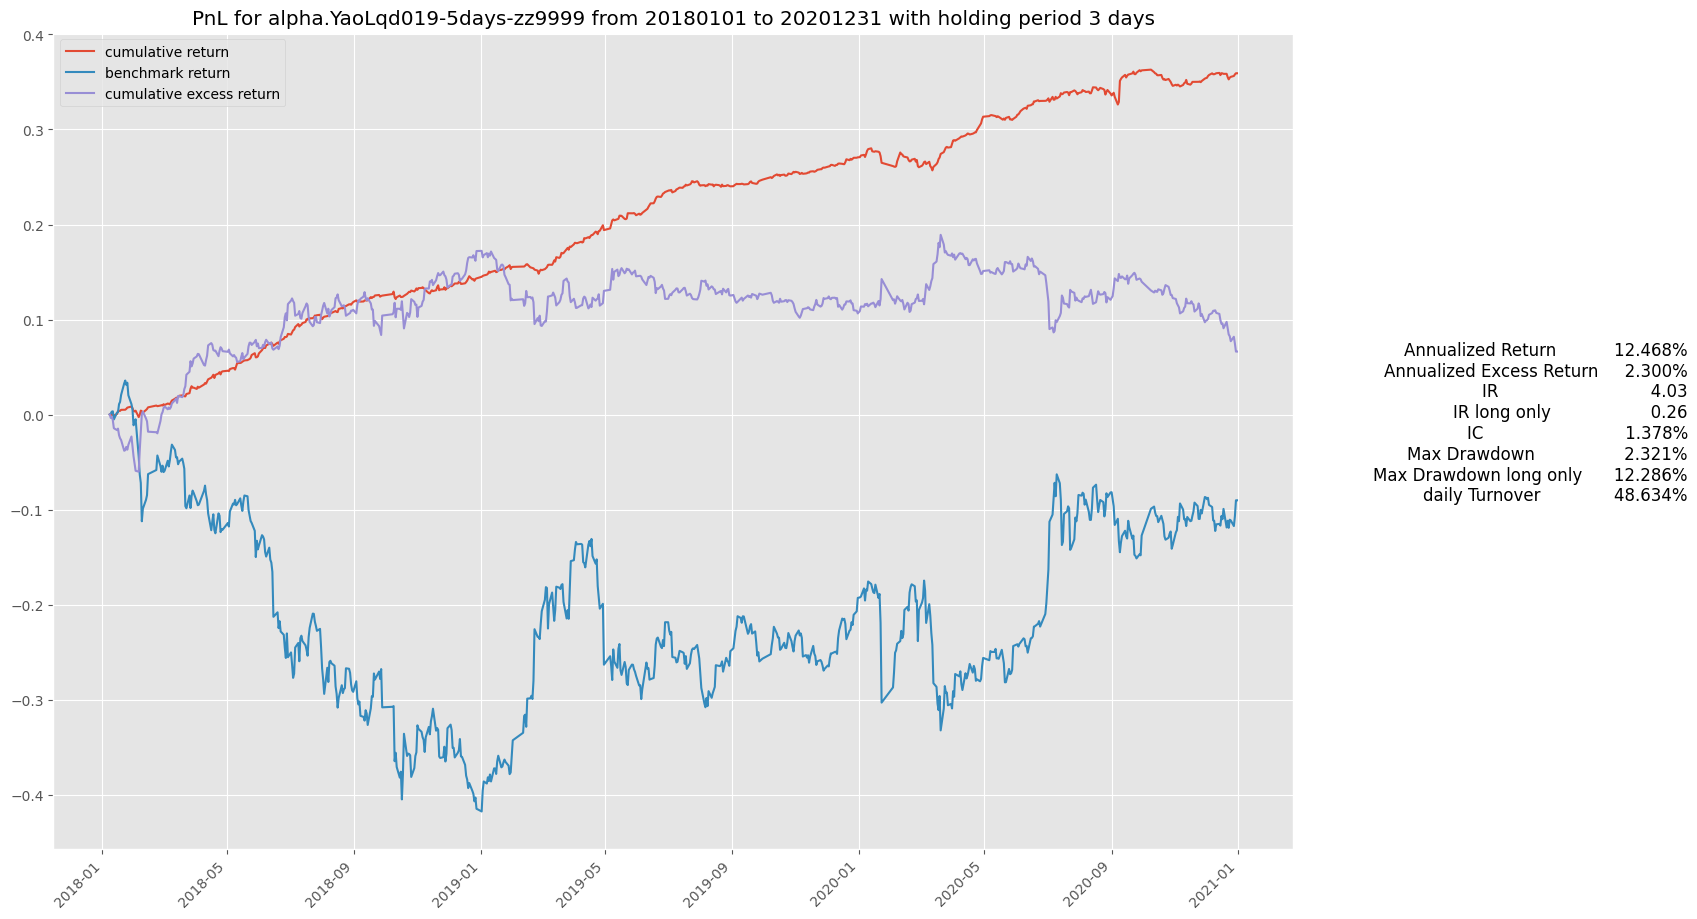 PnL for alpha.YaoLqd019-5days-zz9999 from 20180101 to 20201231 with holding period 3 days
cumulative return
benchmark return
cumulative excess return
0.4
0.3
0.2
0.1
0.0
−0.1
−0.2
−0.3
−0.4
2018-01
2018-05
2018-09
2019-01
2019-05
2019-09
2020-01
2020-05
2020-09
2021-01
Annualized Return 12.468%
Annualized Excess Return 2.300%
IR 4.03
IR long only 0.26
IC 1.378%
Max Drawdown 2.321%
Max Drawdown long only 12.286%
daily Turnover 48.634%